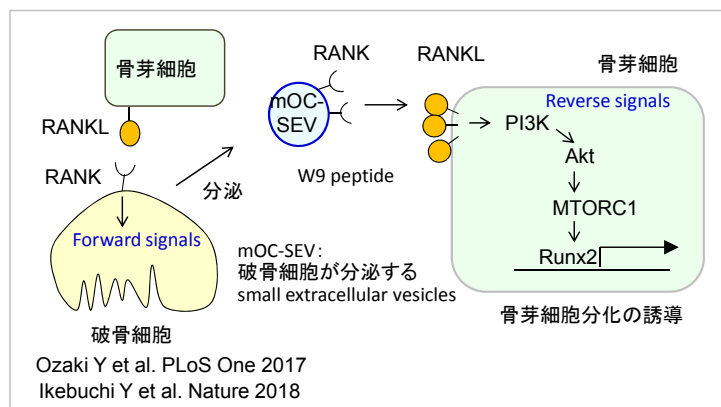 骨芽細胞
RANKL
RANK
Forward signals
破骨細胞
分泌
RANK
mOC-
SEV
W9 peptide
mOC-SEV：
破骨細胞が分泌する
small extracellular vesicles
RANKL
骨芽細胞
Reverse signals
PI3K
Akt
MTORC1
Runx2
骨芽細胞分化の誘導
Ozaki Y et al. PLoS One 2017
Ikebuchi Y et al. Nature 2018